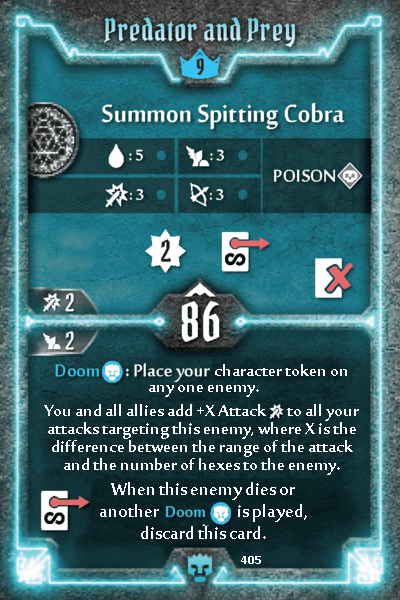 Predator and Prey
9
Summon Spitting Cobra
: 5 : 3
: 3 : 3
POISON
2
2
86
2
Doom : Place your character token on
any one enemy.
You and all allies add +X Attack to all your
attacks targeting this enemy, where X is the
difference between the range of the attack
and the number of hexes to the enemy.
When this enemy dies or
another Doom is played,
discard this card.
405